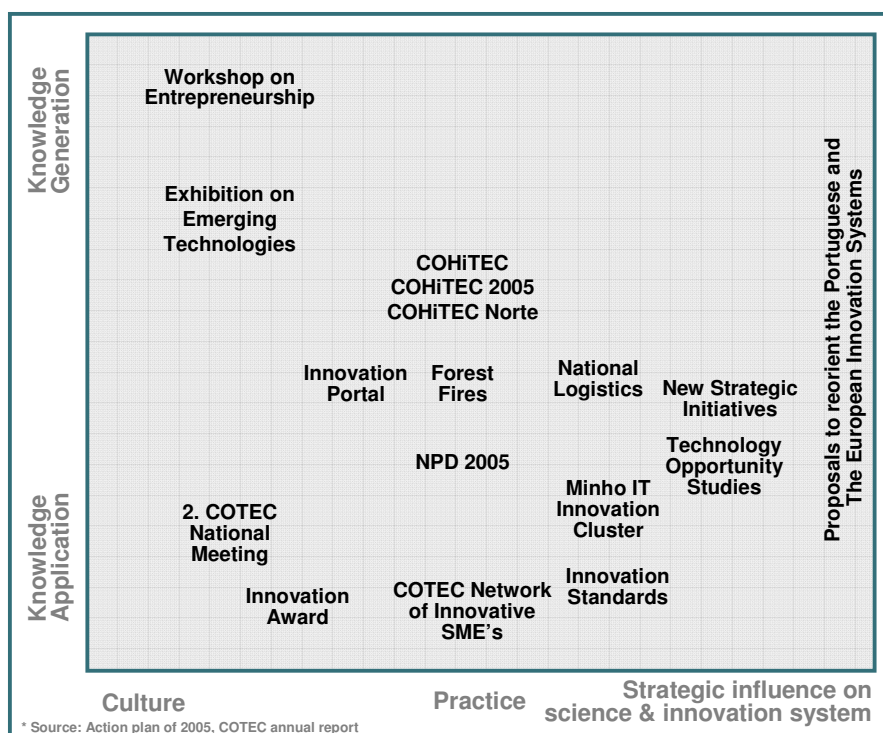 Knowledge
Generation
Knowledge
Application
Workshop on
Entrepreneurship
Exhibition on
Emerging
Technologies
COHiTEC
COHiTEC 2005
COHiTEC Norte
Innovation
Portal
Forest
Fires
National
Logistics
New Strategic
Initiatives
NPD 2005
Technology
Opportunity
Studies
Minho IT
Innovation
Cluster
2. COTEC
National
Meeting
Innovation
Award
COTEC Network
of Innovative
SME's
Innovation
Standards
Proposals to reorient the Portuguese and
The European Innovation Systems
Culture
Practice
Strategic influence on
science & innovation system
* Source: Action plan of 2005, COTEC annual report